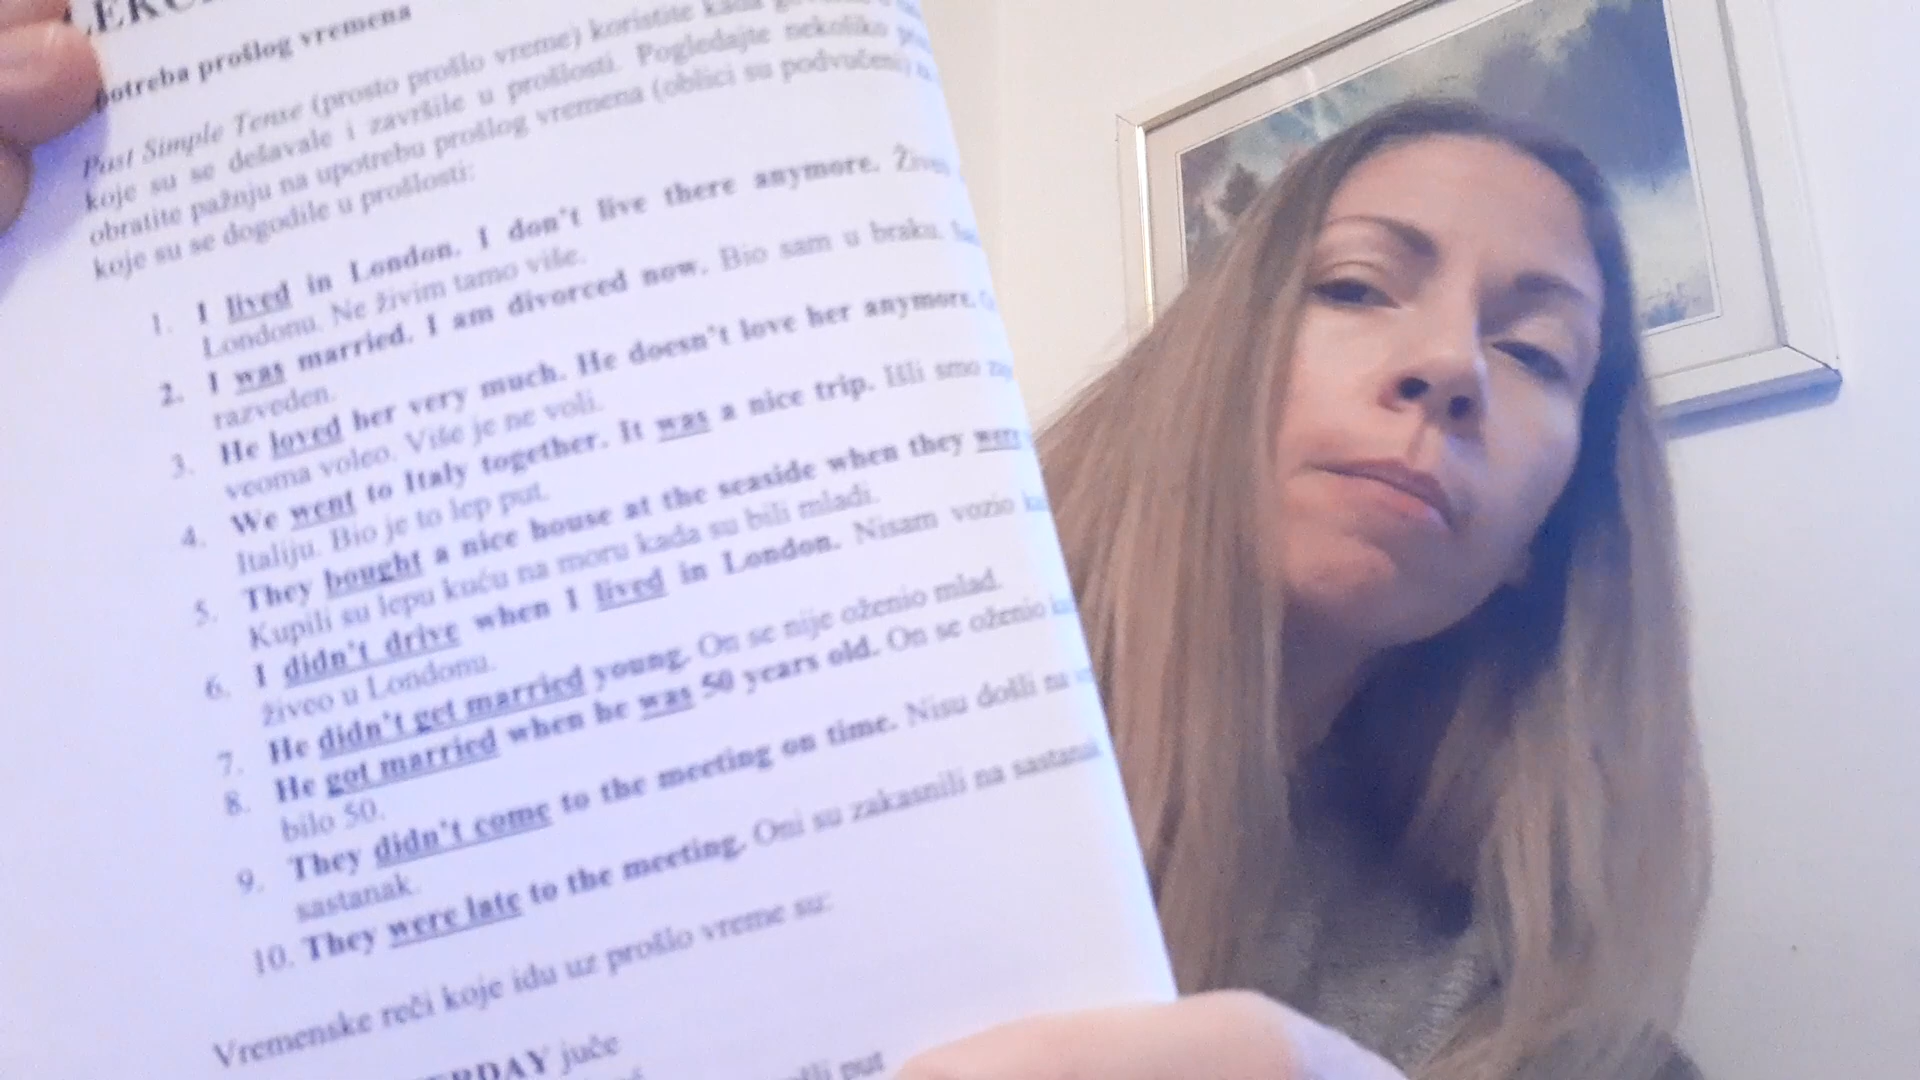 potreba prošlog vremena
Past Simple Tense (prosto prošlo vreme) koristite kada
koje su se dešavale i završile u prošlosti. Pogledajte nekoliko
obratite pažnju na upotrebu prošlog vremena (oblici su podvučeni)
koje su se dogodile u prošlosti:
1. I lived in London. I don't live there anymore.
Londonu. Ne živim tamo više.
2. I was married. I am divorced now. Bio sam u braku.
razveden.
3. He loved her very much. He doesn't love her anymore.
veoma voleo. Više je ne voli.
4. We went to Italy together. It was a nice trip. Išli smo
Italiju. Bio je to lep put.
5. They bought a nice house at the seaside when they were
Kupili su lepu kuću na moru kada su bili mladi.
6. I didn't drive when I lived in London. Nisam vozio
živeo u Londonu.
7. He didn't get married young. On se nije oženio mlad.
8. He got married when he was 50 years old. On se oženio
bilo 50.
9. They didn't come to the meeting on time. Nisu došli na
sastanak.
10. They were late to the meeting. Oni su zakasnili na sastanak
Vremenske reči koje idu uz prošlo vreme su:
ERDAY juče
put